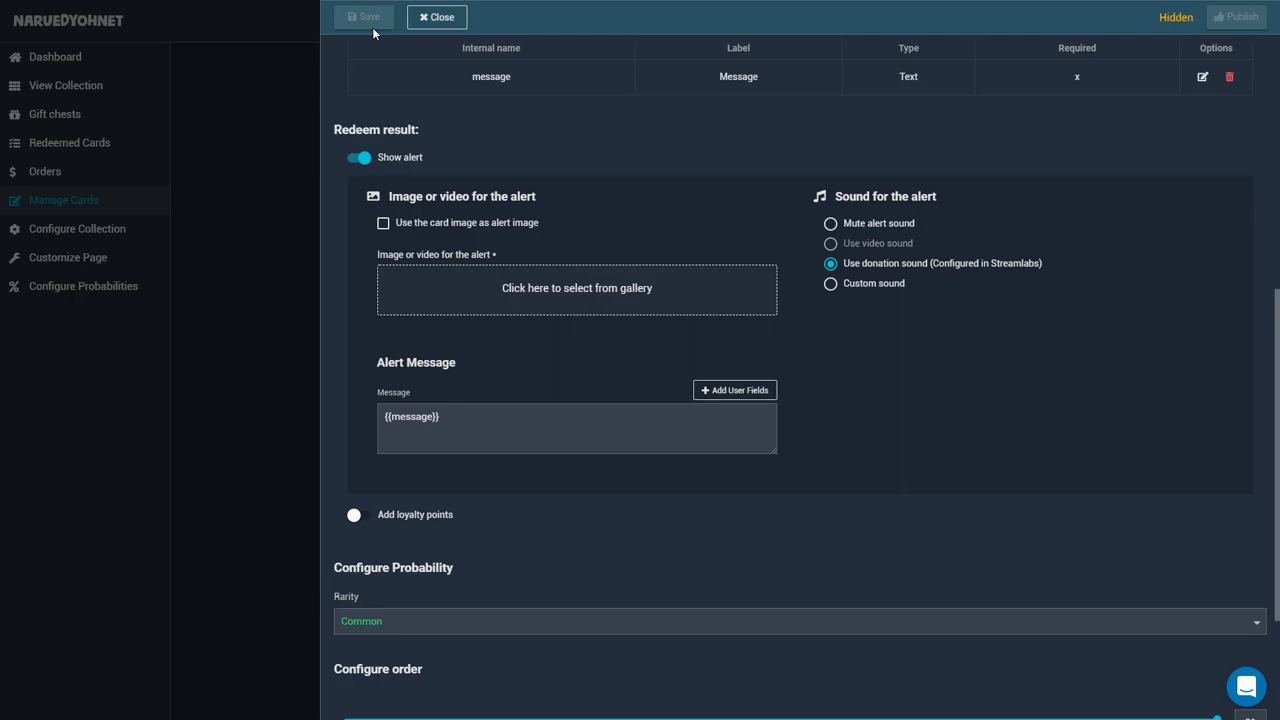 NARUEDYOHNET
Save
Close
Hidden
Publish
Dashboard
View Collection
Gift chests
Redeemed Cards
Orders
Manage Cards
Configure Collection
Customize Page
Configure Probabilities
Internal name Label Type Required Options
message Message Text x
Redeem result:
Show alert
Image or video for the alert
Use the card image as alert image
Image or video for the alert *
Click here to select from gallery
Sound for the alert
Mute alert sound
Use video sound
Use donation sound (Configured in Streamlabs)
Custom sound
Alert Message
Message
Add User Fields
{{message}}
Add loyalty points
Configure Probability
Rarity
Common
Configure order